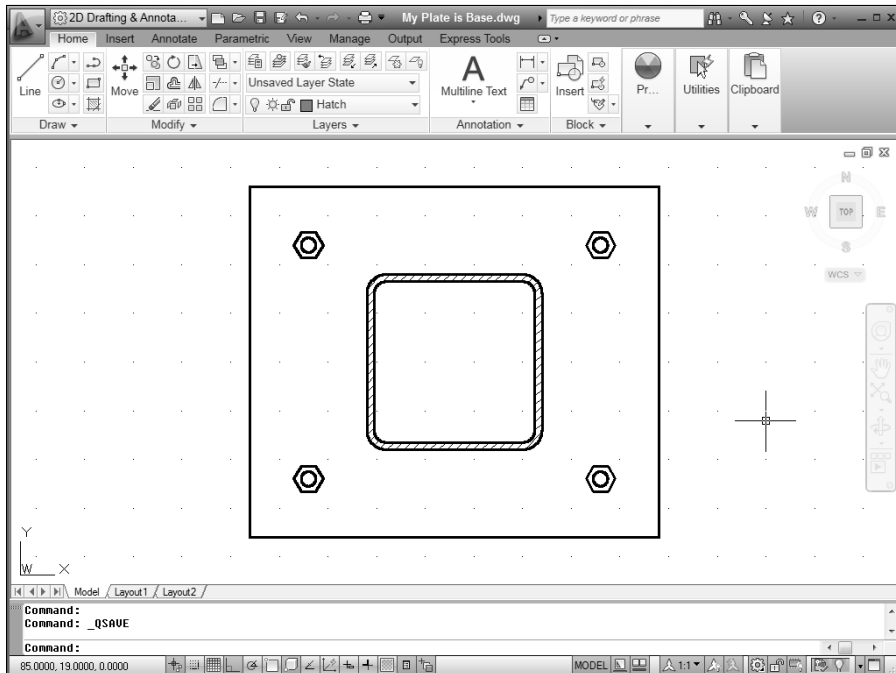 2D Drafting & Annota... My Plate is Base.dwg Type a keyword or phrase
Home Insert Annotate Parametric View Manage Output Express Tools
Line Move Unsaved Layer State Hatch A Multiline Text Insert Pr... Utilities Clipboard
Draw Modify Layers Annotation Block
N
W TOP E
S
WCS
Y
W X
Model Layout1 Layout2
Command:
Command: _QSAVE
Command:
85.0000, 19.0000, 0.0000 MODEL 1:1